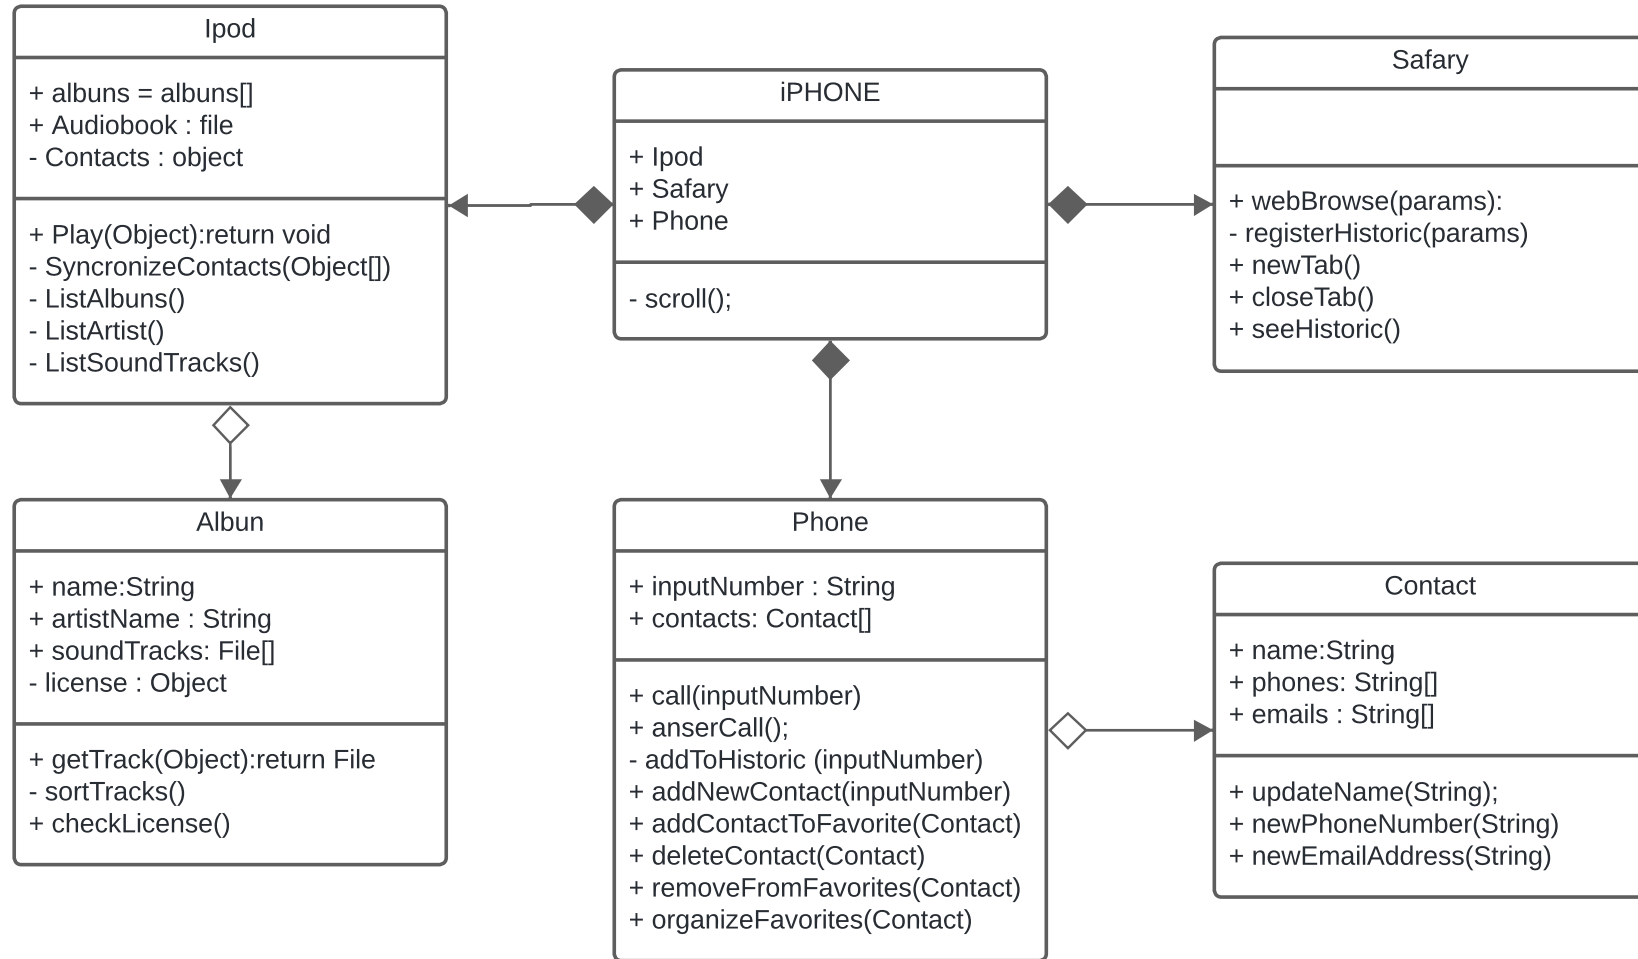 Ipod
+ albuns = albuns[]
+ Audiobook : file
- Contacts : object
+ Play(Object):return void
- SyncronizeContacts(Object[])
- ListAlbuns()
- ListArtist()
- ListSoundTracks()
iPHONE
+ Ipod
+ Safary
+ Phone
- scroll();
Safary
+ webBrowse(params):
- registerHistoric(params)
+ newTab()
+ closeTab()
+ seeHistoric()
Albun
+ name:String
+ artistName : String
+ soundTracks: File[]
- license : Object
+ getTrack(Object):return File
- sortTracks()
+ checkLicense()
Phone
+ inputNumber : String
+ contacts: Contact[]
+ call(inputNumber)
+ anserCall();
- addToHistoric (inputNumber)
+ addNewContact(inputNumber)
+ addContactToFavorite(Contact)
+ deleteContact(Contact)
+ removeFromFavorites(Contact)
+ organizeFavorites(Contact)
Contact
+ name:String
+ phones: String[]
+ emails : String[]
+ updateName(String);
+ newPhoneNumber(String)
+ newEmailAddress(String)